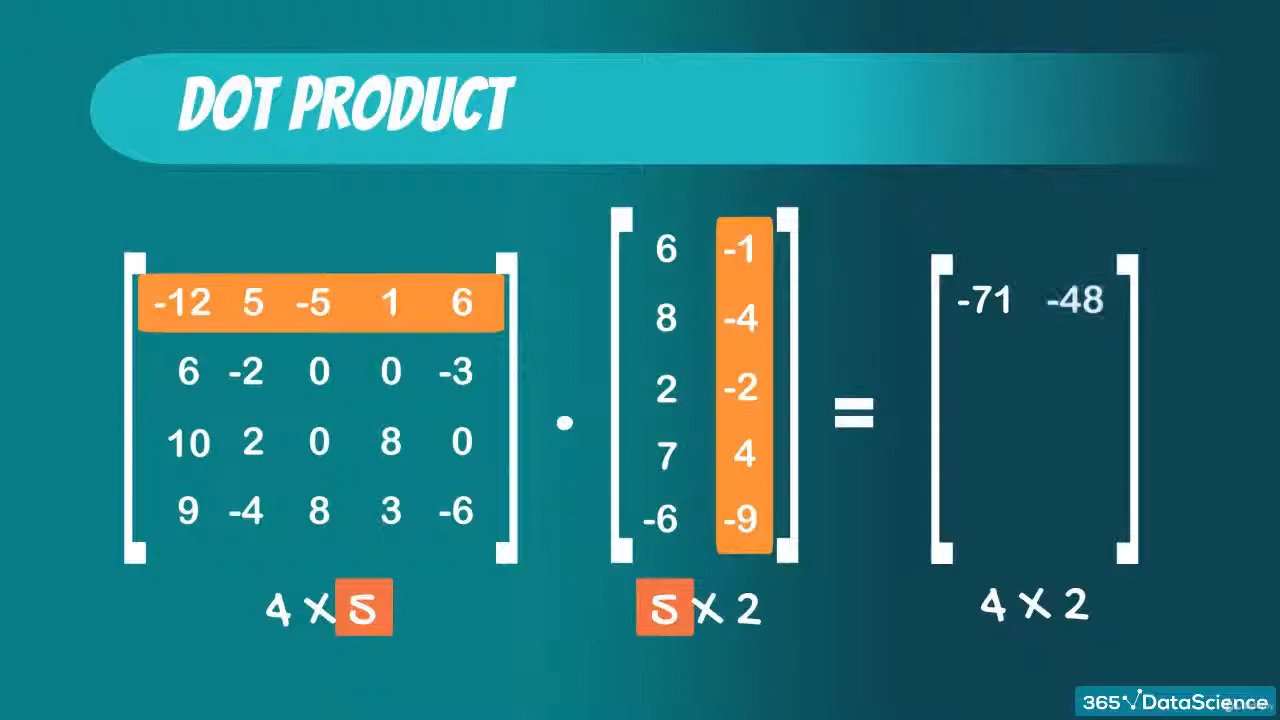 DOT PRODUCT
-12 5 -5 1 6
6 -2 0 0 -3
10 2 0 8 0
9 -4 8 3 -6
·
6 -1
8 -4
2 -2
7 4
-6 -9
=
-71 -48
4 X 5
5 X 2
4 X 2
365 DataScience